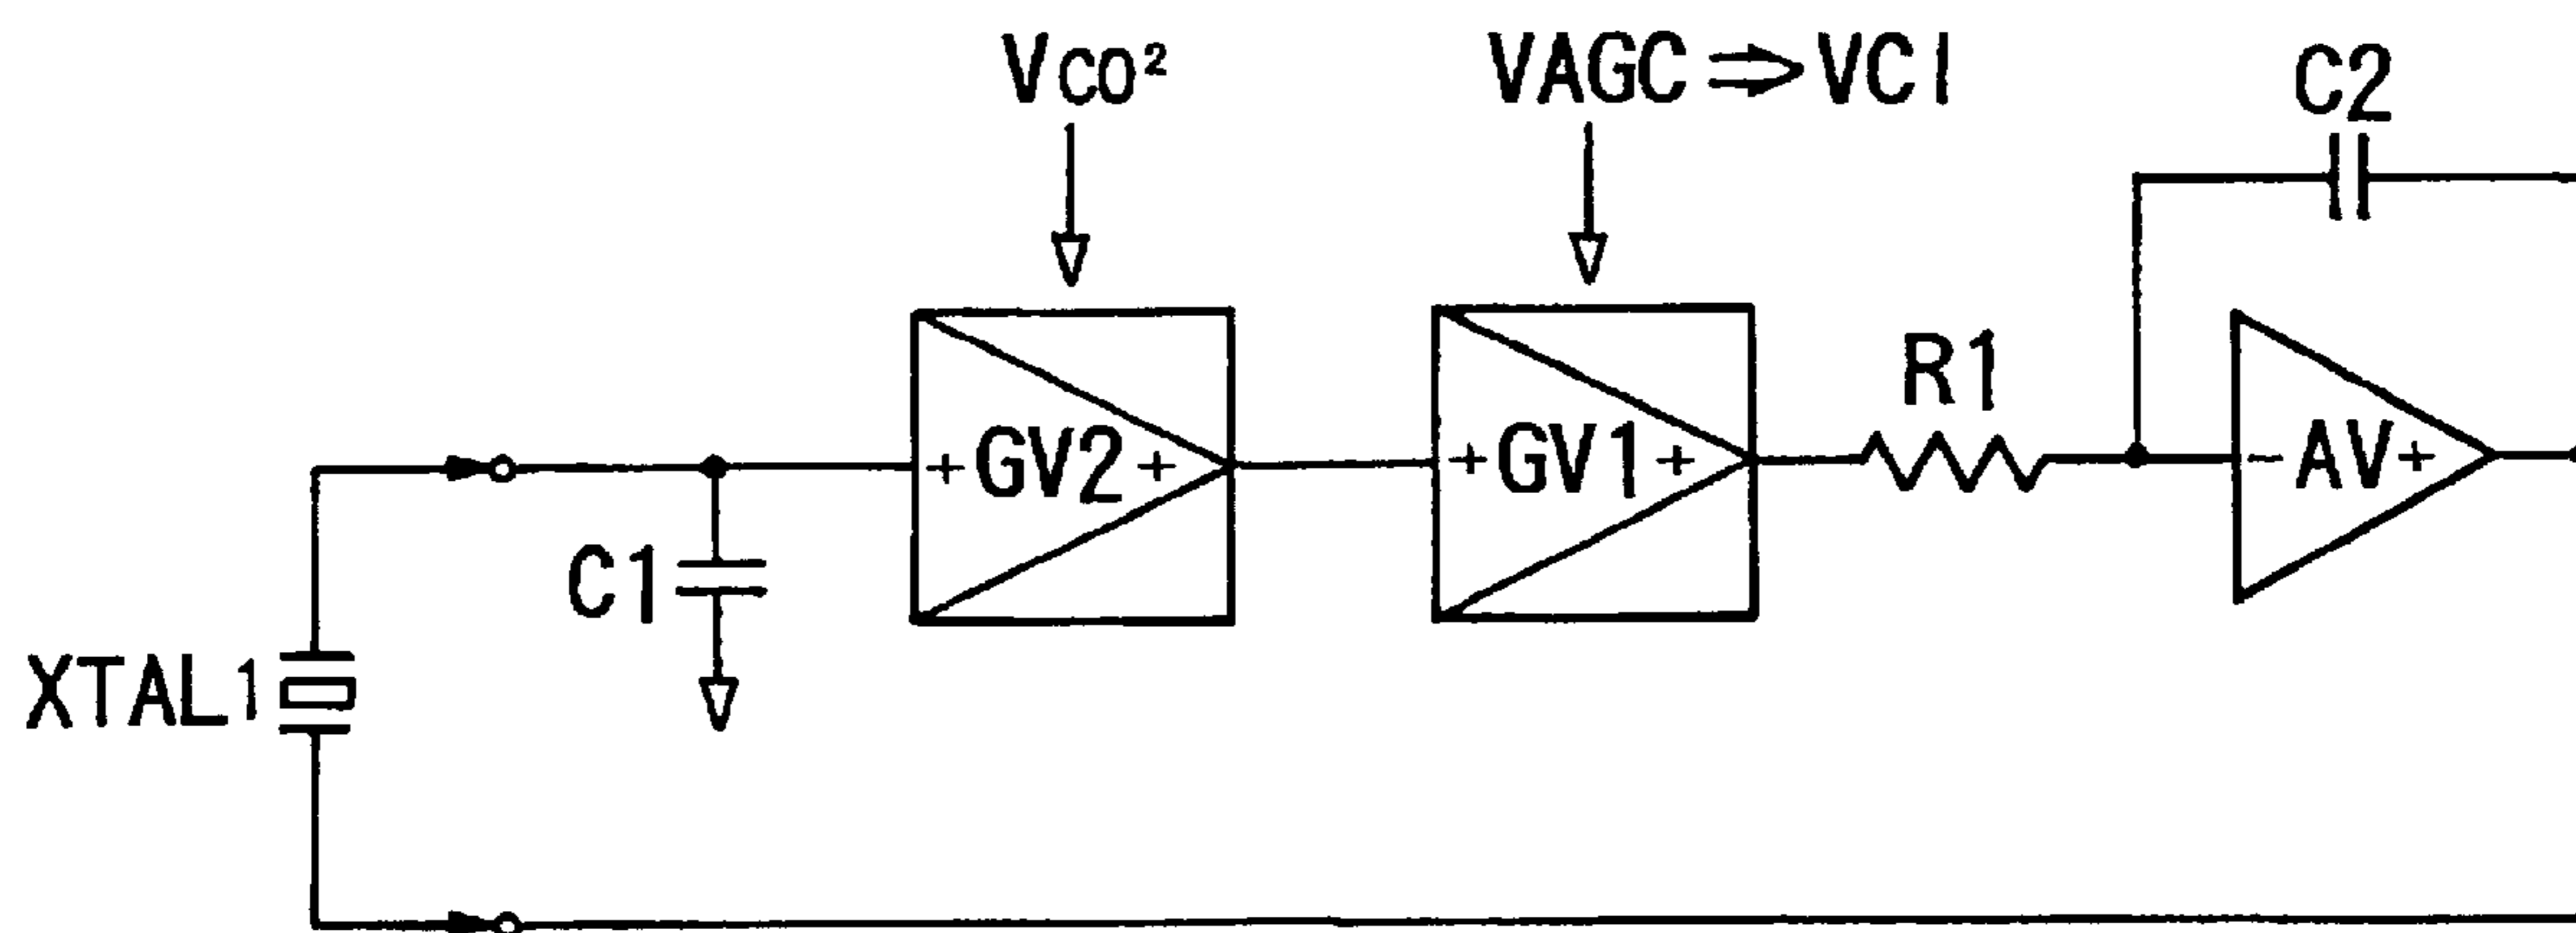 Vco²
VAGC ⇒ VCI
C2
R1
+ GV2 +
+ GV1 +
- AV +
C1
XTAL1